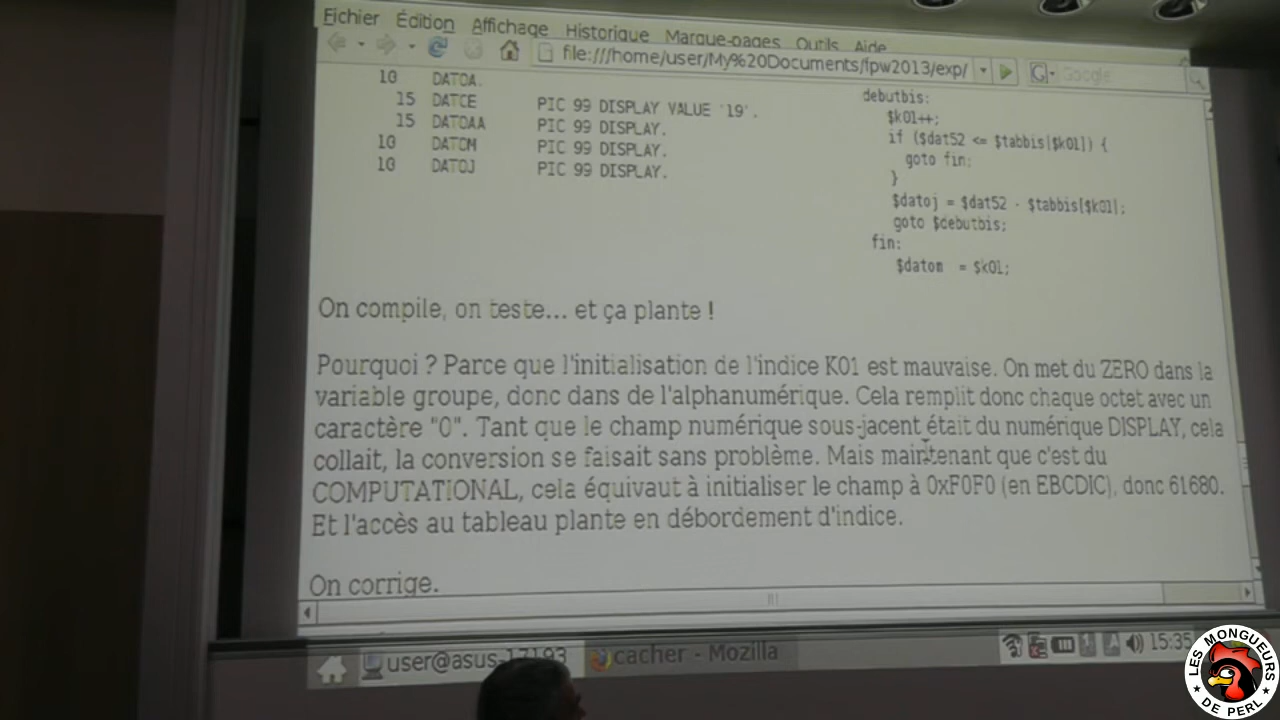 Fichier Édition Affichage Historique Marque-pages Outils Aide
file:///home/user/My%20Documents/fpw2013/exp/ Google
10 DATOA.
15 DATCE PIC 99 DISPLAY VALUE '19'.
15 DATOAA PIC 99 DISPLAY.
10 DATOM PIC 99 DISPLAY.
10 DATOJ PIC 99 DISPLAY.
debutbis:
$k01++;
if ($dat52 <= $tabbis[$k01]) {
goto fin;
}
$datoj = $dat52 - $tabbis[$k01];
goto $debutbis;
fin:
$datom = $k01;
On compile, on teste... et ça plante !
Pourquoi ? Parce que l'initialisation de l'indice K01 est mauvaise. On met du ZERO dans la
variable groupe, donc dans de l'alphanumérique. Cela remplit donc chaque octet avec un
caractère "0". Tant que le champ numérique sous-jacent était du numérique DISPLAY, cela
collait, la conversion se faisait sans problème. Mais maintenant que c'est du
COMPUTATIONAL, cela équivaut à initialiser le champ à 0xF0F0 (en EBCDIC), donc 61680.
Et l'accès au tableau plante en débordement d'indice.
On corrige.
user@asus-17193 cacher - Mozilla 15:35
LES MONGUEURS
DE PERL